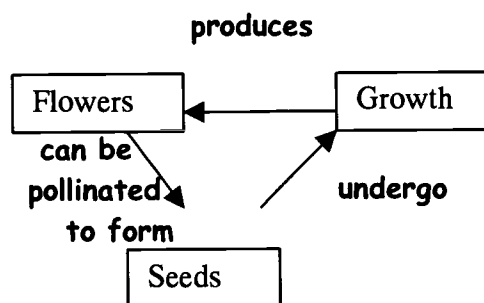 produces
Flowers
Growth
can be
pollinated
to form
undergo
Seeds